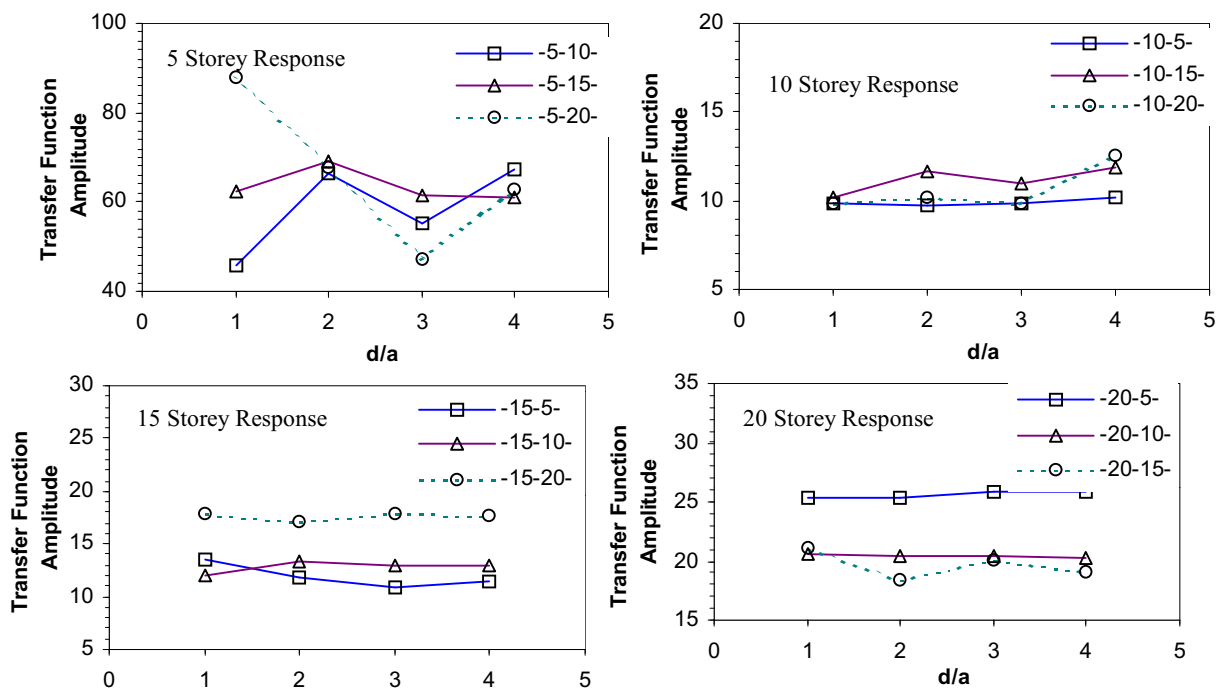 5 Storey Response
-5-10-
-5-15-
-5-20-
100
80
60
40
Transfer Function
Amplitude
0 1 2 3 4 5
d/a
10 Storey Response
-10-5-
-10-15-
-10-20-
20
15
10
5
Transfer Function
Amplitude
0 1 2 3 4 5
d/a
15 Storey Response
-15-5-
-15-10-
-15-20-
30
25
20
15
10
5
Transfer Function
Amplitude
0 1 2 3 4 5
20 Storey Response
-20-5-
-20-10-
-20-15-
35
30
25
20
15
Transfer Function
Amplitude
0 1 2 3 4 5
d/a